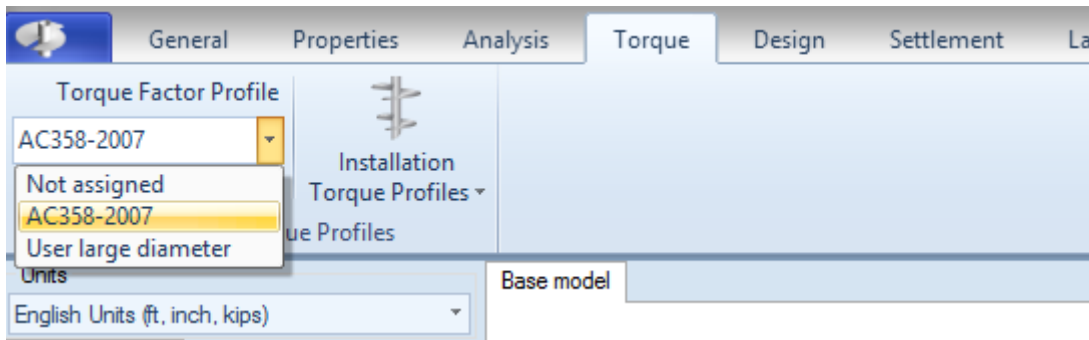 General Properties Analysis Torque Design Settlement La
Torque Factor Profile
AC358-2007
Not assigned
AC358-2007
User large diameter
Installation
Torque Profiles
ue Profiles
Units
English Units (ft, inch, kips)
Base model